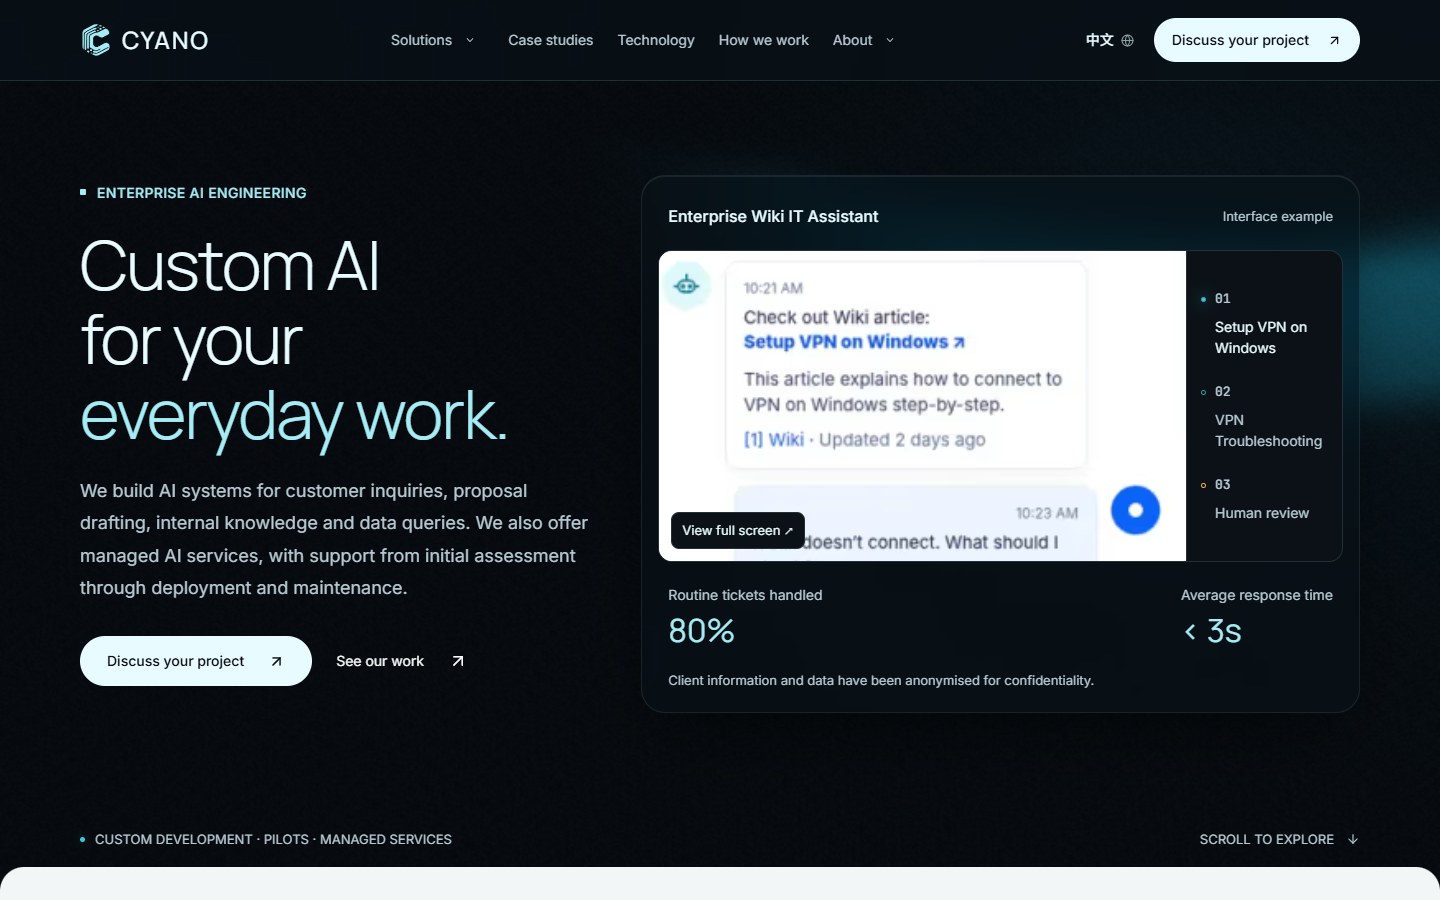 CYANO
Solutions
Case studies
Technology
How we work
About
中文
Discuss your project
ENTERPRISE AI ENGINEERING
Custom AI
for your
everyday work.
We build AI systems for customer inquiries, proposal
drafting, internal knowledge and data queries. We also offer
managed AI services, with support from initial assessment
through deployment and maintenance.
Discuss your project
See our work
Enterprise Wiki IT Assistant
Interface example
10:21 AM
Check out Wiki article:
Setup VPN on Windows ↗
This article explains how to connect to
VPN on Windows step-by-step.
[1] Wiki · Updated 2 days ago
10:23 AM
doesn't connect. What should I
View full screen ↗
01
Setup VPN on
Windows
02
VPN
Troubleshooting
03
Human review
Routine tickets handled
80%
Average response time
< 3s
Client information and data have been anonymised for confidentiality.
CUSTOM DEVELOPMENT · PILOTS · MANAGED SERVICES
SCROLL TO EXPLORE ↓